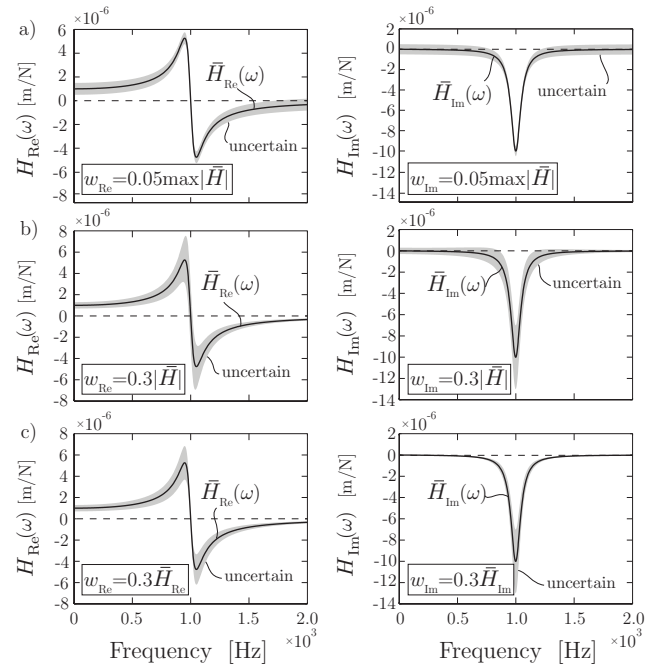 a)
×10⁻⁶
6
4
2
0
-2
-4
-6
8
H_Re(ω) [m/N]
H̄_Re(ω)
uncertain
w_Re=0.05max|H̄|
×10⁻⁶
2
0
-2
-4
-6
-8
-10
-12
-14
H_Im(ω) [m/N]
H̄_Im(ω)
uncertain
w_Im=0.05max|H̄|
b)
×10⁻⁶
8
6
4
2
0
-2
-4
-6
-8
H_Re(ω) [m/N]
H̄_Re(ω)
uncertain
w_Re=0.3|H̄|
×10⁻⁶
2
0
-2
-4
-6
-8
-10
-12
-14
H_Im(ω) [m/N]
H̄_Im(ω)
uncertain
w_Im=0.3|H̄|
c)
×10⁻⁶
8
6
4
2
0
-2
-4
-6
-8
H_Re(ω) [m/N]
H̄_Re(ω)
uncertain
w_Re=0.3H̄_Re
0 0.5 1.0 1.5 2.0
×10³
Frequency [Hz]
×10⁻⁶
2
0
-2
-4
-6
-8
-10
-12
-14
H_Im(ω) [m/N]
H̄_Im(ω)
uncertain
w_Im=0.3H̄_Im
0 0.5 1.0 1.5 2.0
×10³
Frequency [Hz]